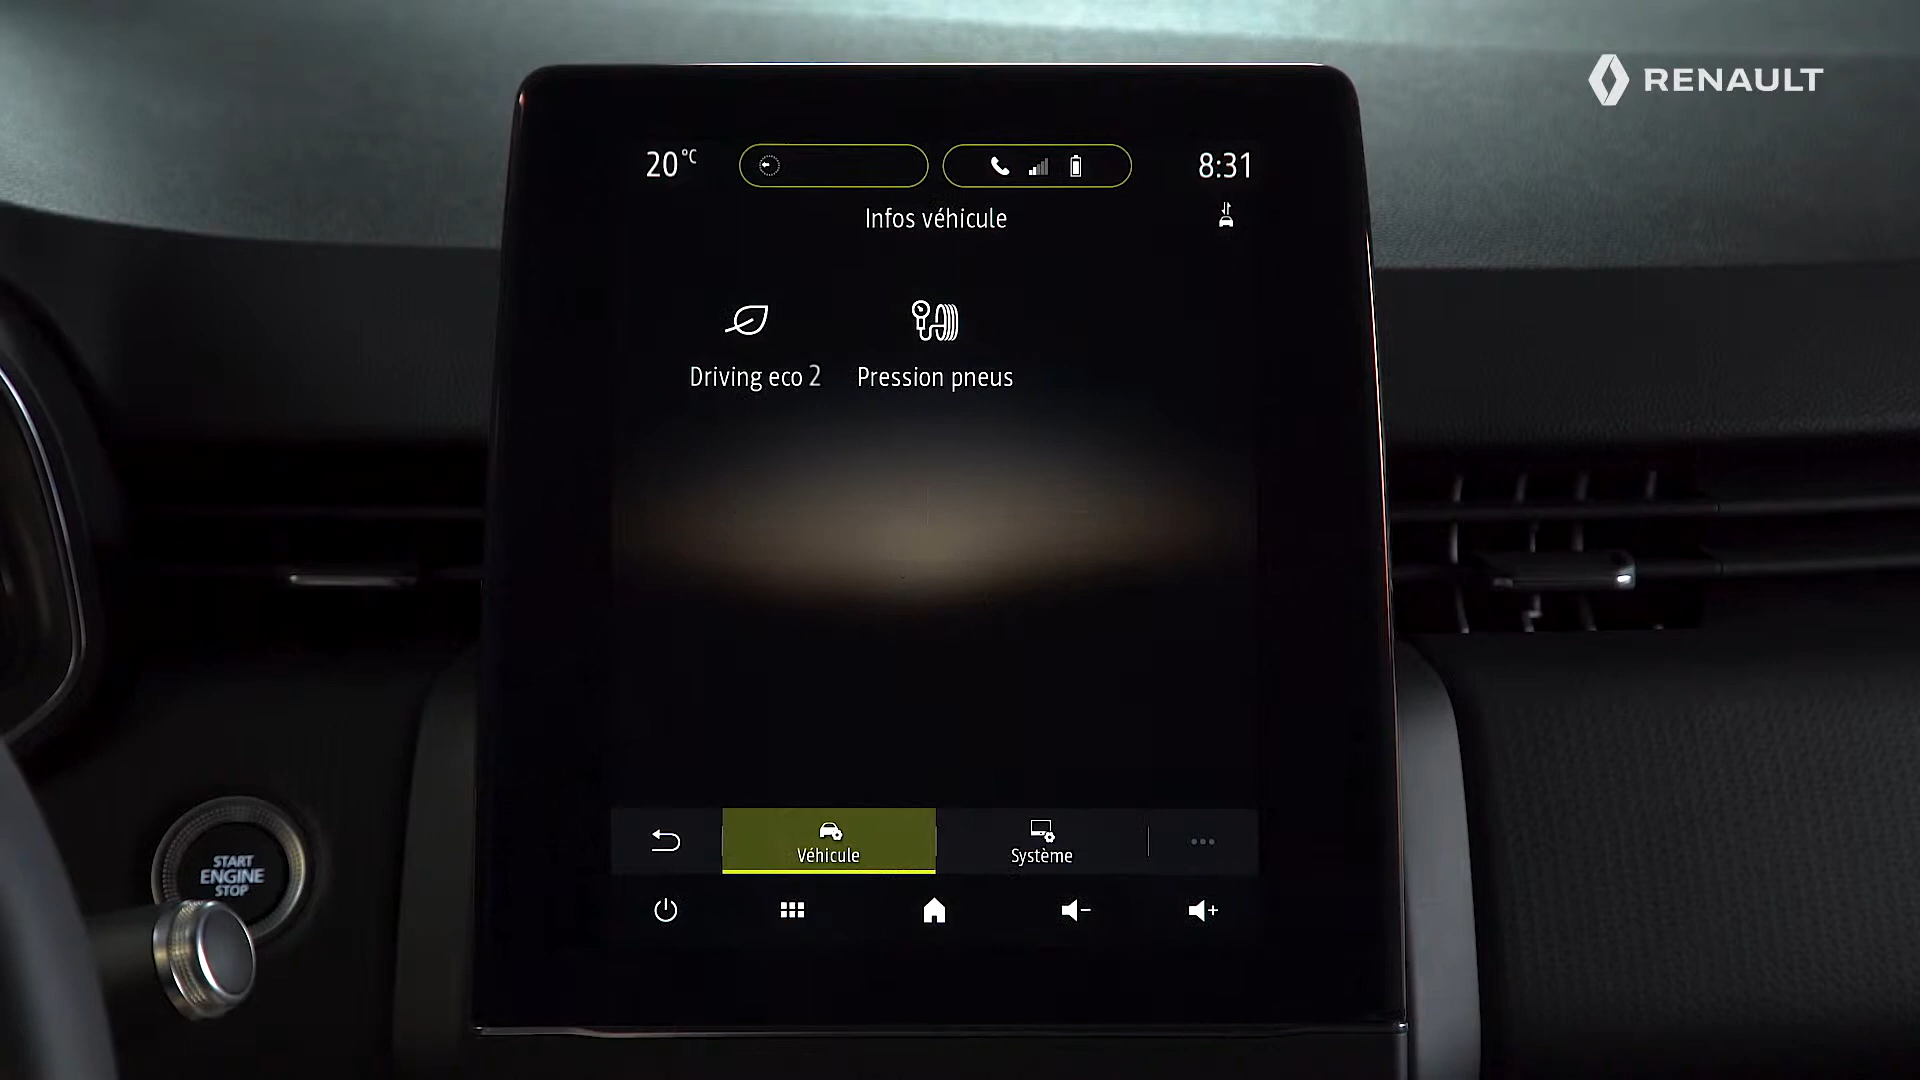 RENAULT
20°C
8:31
Infos véhicule
Driving eco 2
Pression pneus
Véhicule
Système
START
ENGINE
STOP